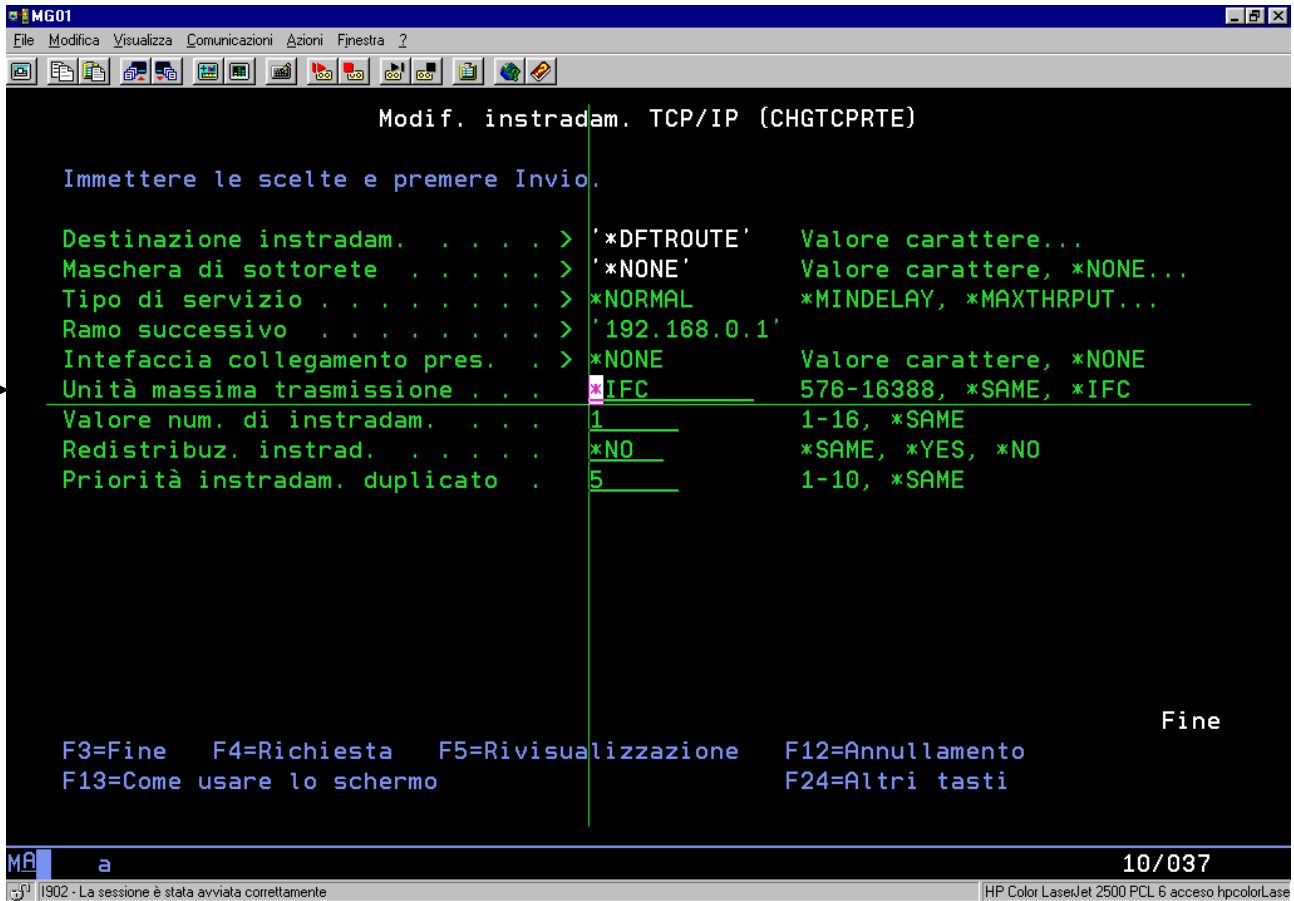 MG01
File Modifica Visualizza Comunicazioni Azioni Finestra ?
Modif. instradam. TCP/IP (CHGTCPRTE)
Immettere le scelte e premere Invio.
Destinazione instradam. . . . . > '*DFTROUTE' Valore carattere...
Maschera di sottorete . . . . . > '*NONE' Valore carattere, *NONE...
Tipo di servizio . . . . . . . . > *NORMAL *MINDELAY, *MAXTHRPUT...
Ramo successivo . . . . . . . . > '192.168.0.1'
Intefaccia collegamento pres. . > *NONE Valore carattere, *NONE
Unità massima trasmissione . . . *IFC 576-16388, *SAME, *IFC
Valore num. di instradam. . . . 1 1-16, *SAME
Redistribuz. instrad. . . . . . *NO *SAME, *YES, *NO
Priorità instradam. duplicato . 5 1-10, *SAME
Fine
F3=Fine F4=Richiesta F5=Rivisualizzazione F12=Annullamento
F13=Come usare lo schermo F24=Altri tasti
MA a 10/037
I902 - La sessione è stata avviata correttamente HP Color LaserJet 2500 PCL 6 acceso hpcolorLase